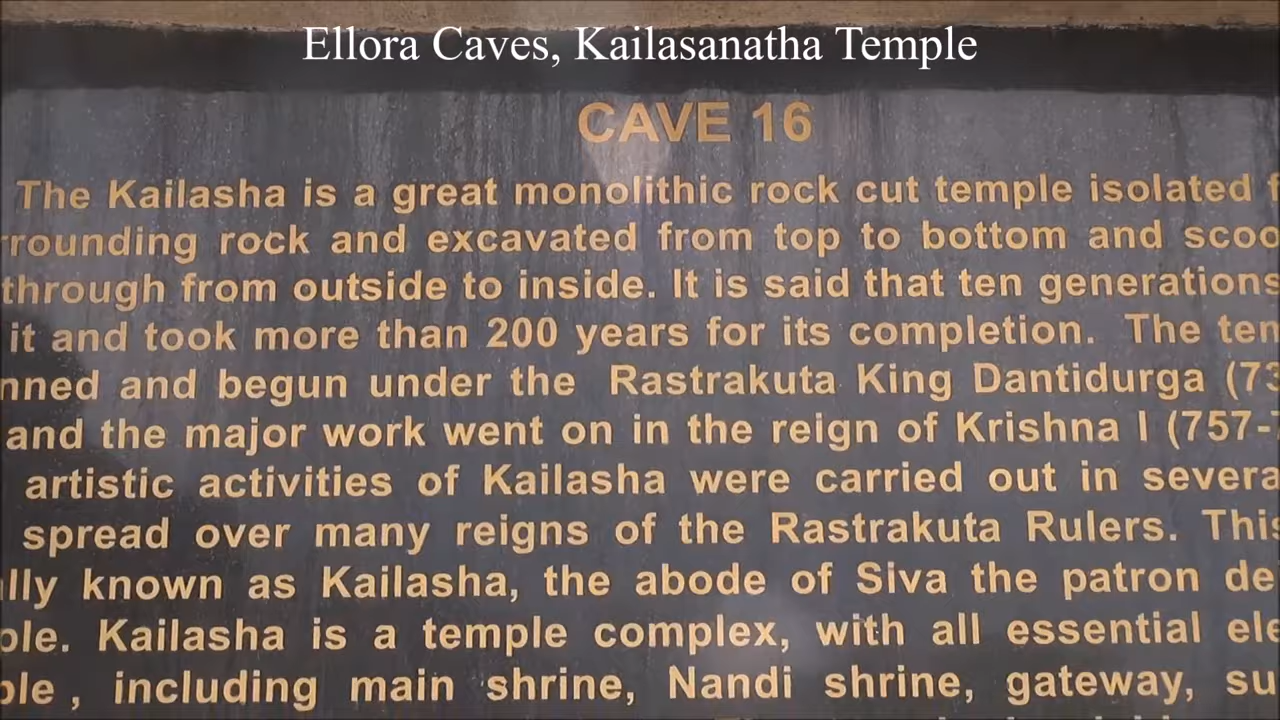 Ellora Caves, Kailasanatha Temple
CAVE 16
The Kailasha is a great monolithic rock cut temple isolated
rounding rock and excavated from top to bottom and scoo
through from outside to inside. It is said that ten generations
it and took more than 200 years for its completion. The tem
nned and begun under the Rastrakuta King Dantidurga (73
and the major work went on in the reign of Krishna I (757-
artistic activities of Kailasha were carried out in severa
spread over many reigns of the Rastrakuta Rulers. This
lly known as Kailasha, the abode of Siva the patron de
ple. Kailasha is a temple complex, with all essential ele
ple , including main shrine, Nandi shrine, gateway, su